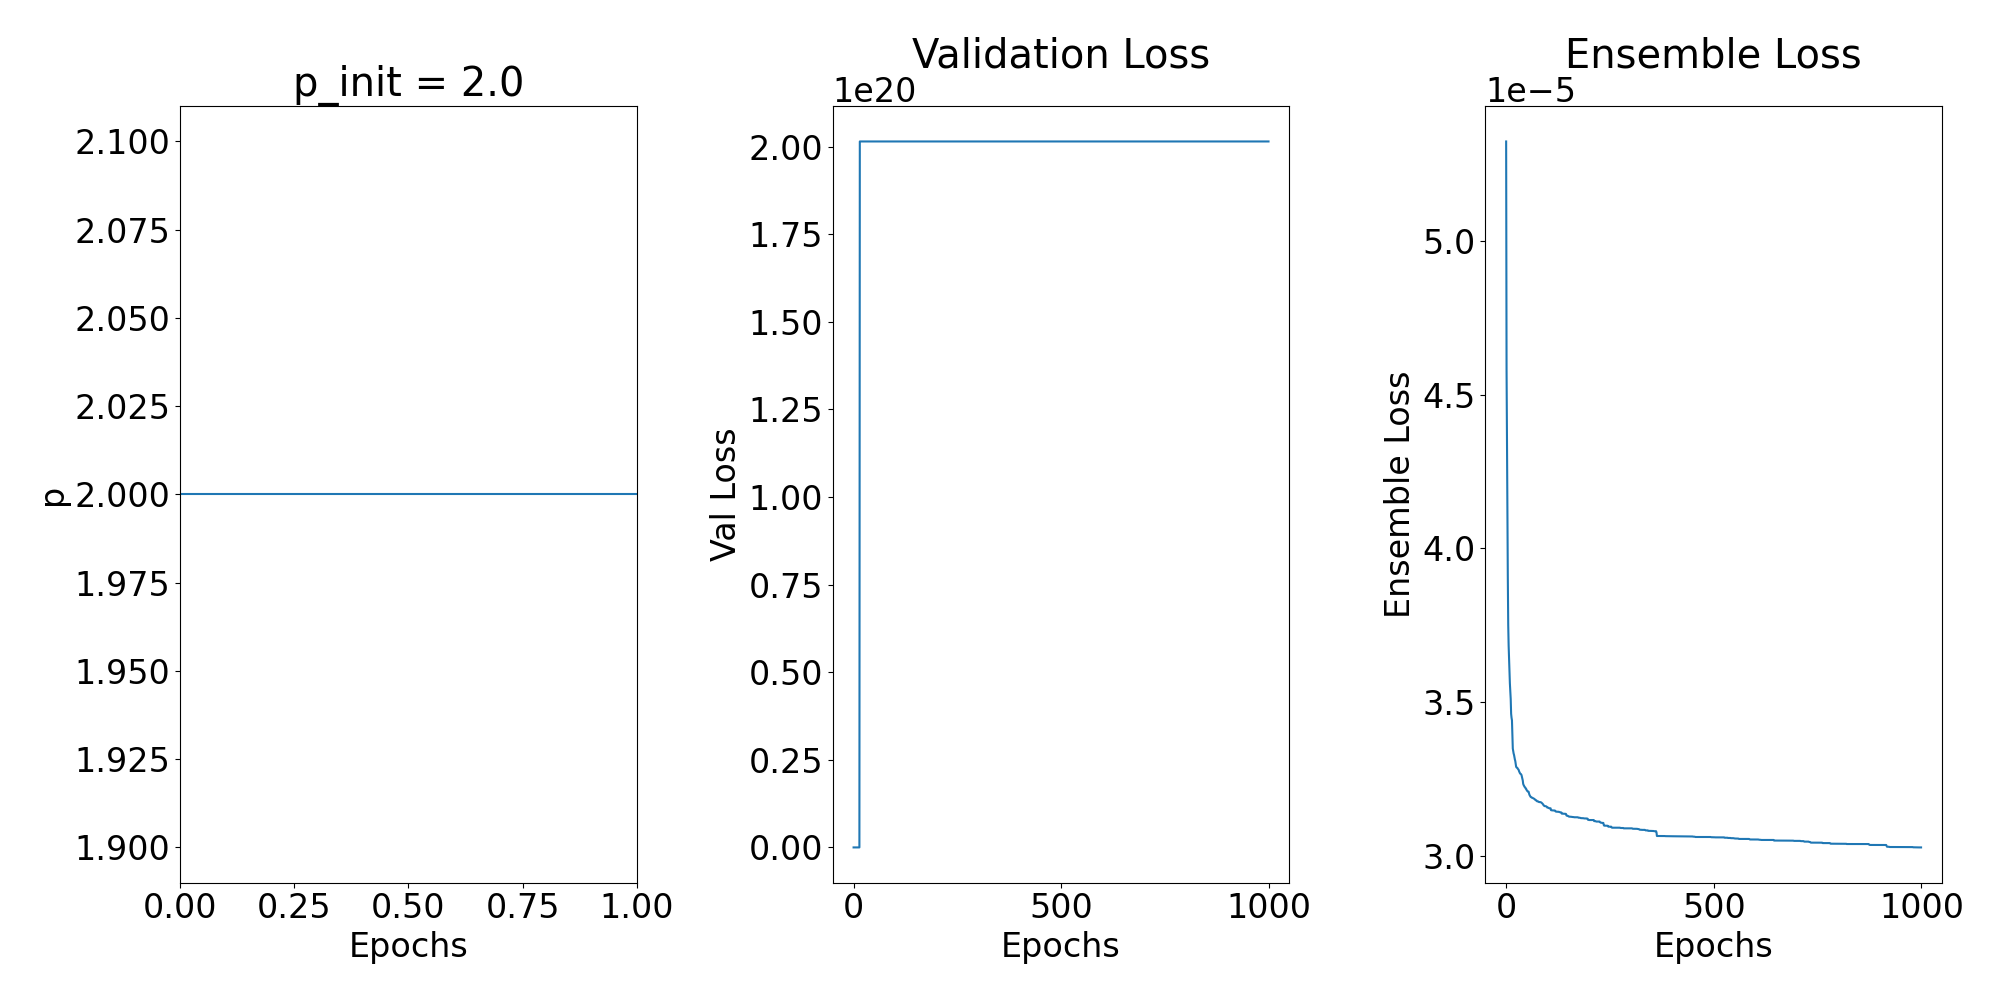 p_init = 2.0
2.100
2.075
2.050
2.025
2.000
1.975
1.950
1.925
1.900
p
0.00 0.25 0.50 0.75 1.00
Epochs
Validation Loss
1e20
2.00
1.75
1.50
1.25
1.00
0.75
0.50
0.25
0.00
Val Loss
0 500 1000
Epochs
Ensemble Loss
1e−5
5.0
4.5
4.0
3.5
3.0
Ensemble Loss
0 500 1000
Epochs